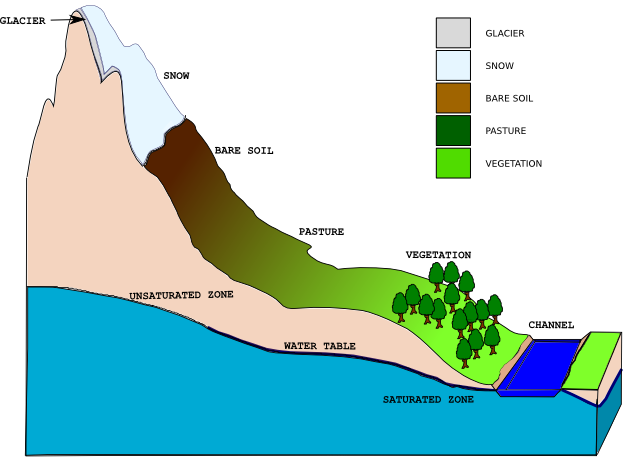 GLACIER
SNOW
BARE SOIL
PASTURE
VEGETATION
UNSATURATED ZONE
WATER TABLE
CHANNEL
SATURATED ZONE
GLACIER
SNOW
BARE SOIL
PASTURE
VEGETATION